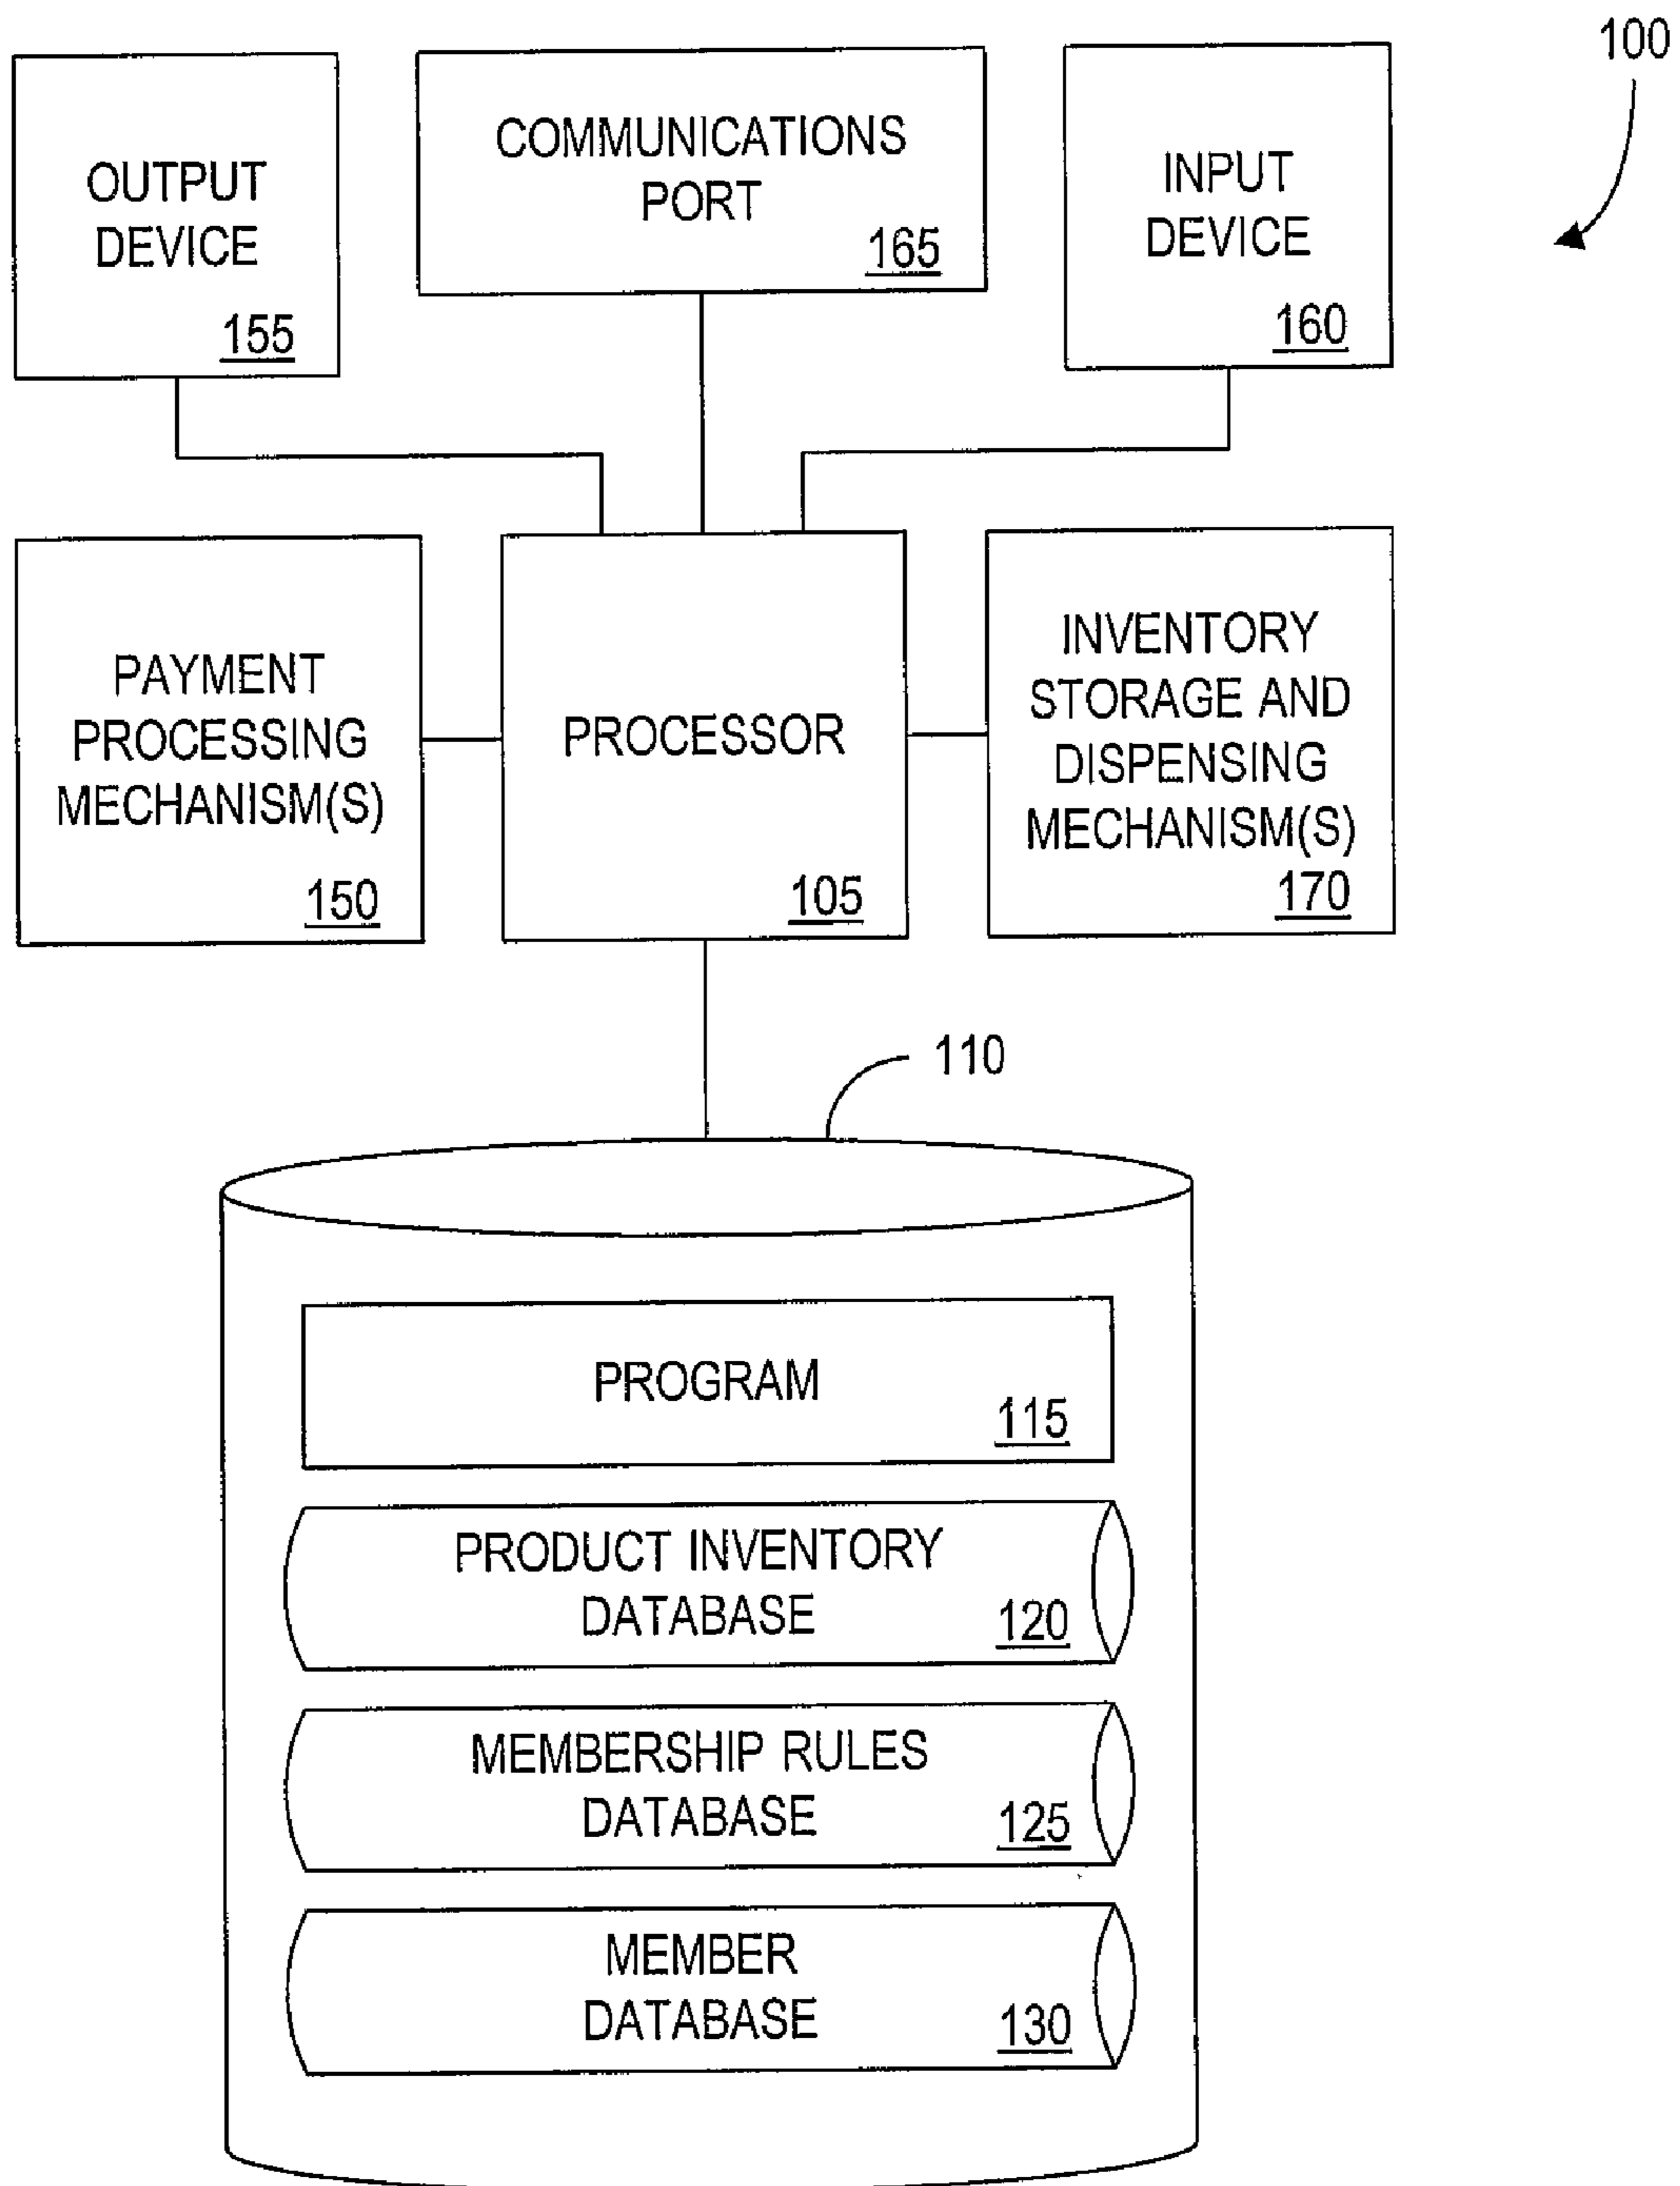 100
OUTPUT
DEVICE
155
COMMUNICATIONS
PORT
165
INPUT
DEVICE
160
PAYMENT
PROCESSING
MECHANISM(S)
150
PROCESSOR
105
INVENTORY
STORAGE AND
DISPENSING
MECHANISM(S)
170
110
PROGRAM
115
PRODUCT INVENTORY
DATABASE
120
MEMBERSHIP RULES
DATABASE
125
MEMBER
DATABASE
130